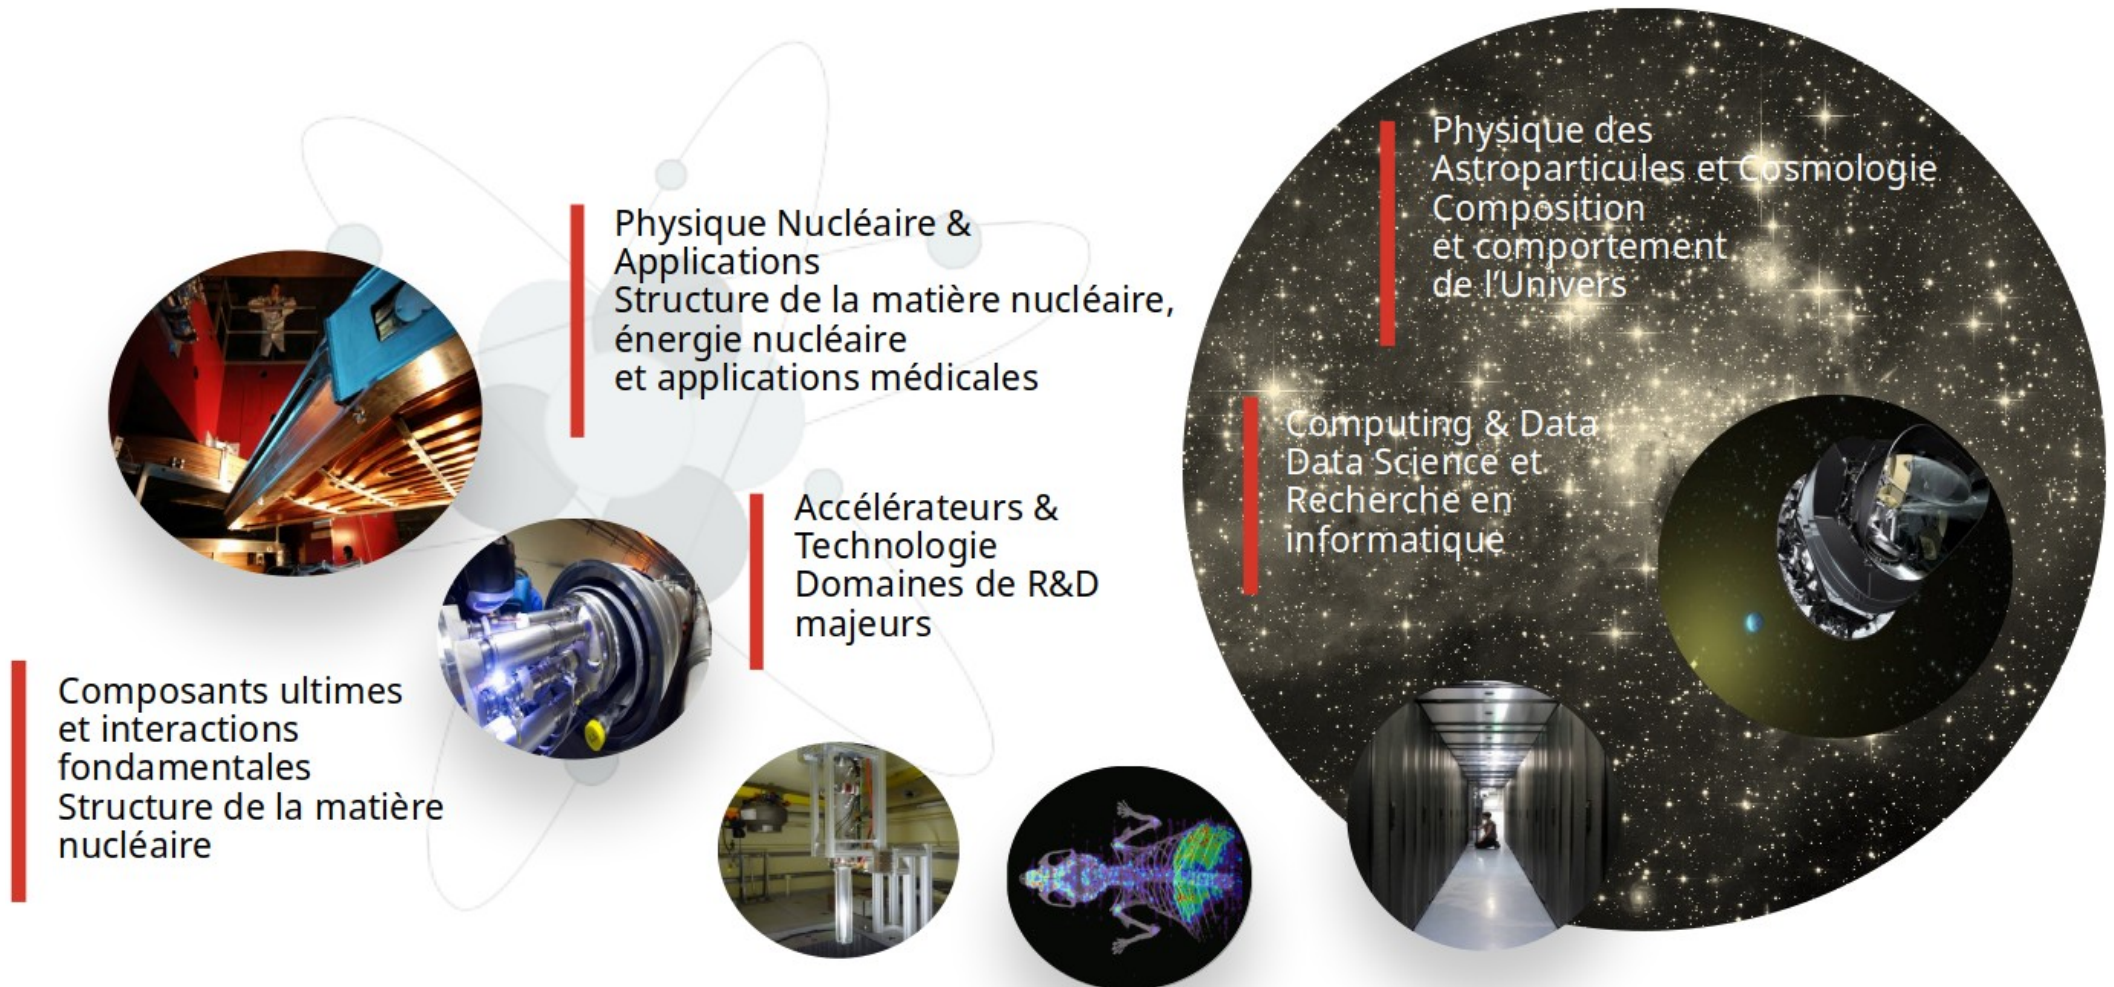 Physique Nucléaire &
Applications
Structure de la matière nucléaire,
énergie nucléaire
et applications médicales
Accélérateurs &
Technologie
Domaines de R&D
majeurs
Composants ultimes
et interactions
fondamentales
Structure de la matière
nucléaire
Physique des
Astroparticules et Cosmologie
Composition
et comportement
de l’Univers
Computing & Data
Data Science et
Recherche en
informatique